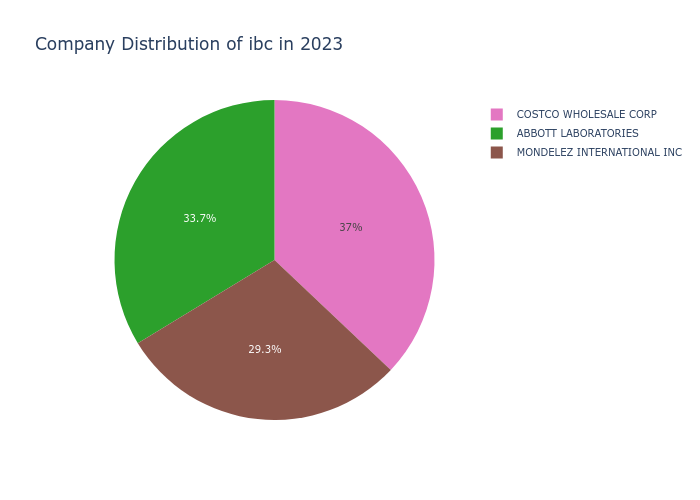 Company Distribution of ibc in 2023
COSTCO WHOLESALE CORP
ABBOTT LABORATORIES
MONDELEZ INTERNATIONAL INC
33.7%
37%
29.3%